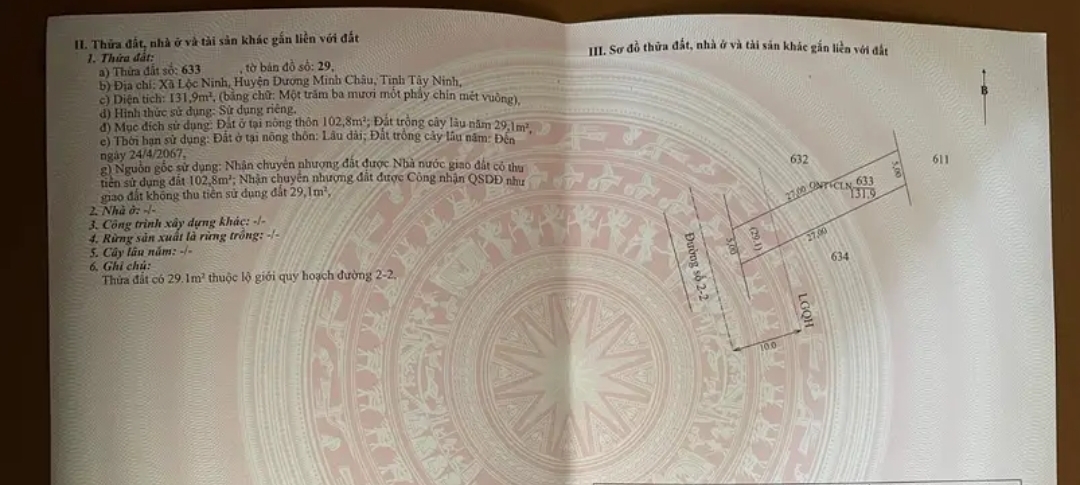 II. Thửa đất, nhà ở và tài sản khác gắn liền với đất
1. Thửa đất:
a) Thửa đất số: 633 , tờ bản đồ số: 29,
b) Địa chỉ: Xã Lộc Ninh, Huyện Dương Minh Châu, Tỉnh Tây Ninh,
c) Diện tích: 131,9m², (bằng chữ: Một trăm ba mươi mốt phẩy chín mét vuông),
d) Hình thức sử dụng: Sử dụng riêng,
đ) Mục đích sử dụng: Đất ở tại nông thôn 102,8m²; Đất trồng cây lâu năm 29,1m²,
e) Thời hạn sử dụng: Đất ở tại nông thôn: Lâu dài; Đất trồng cây lâu năm: Đến
ngày 24/4/2067,
g) Nguồn gốc sử dụng: Nhận chuyển nhượng đất được Nhà nước giao đất có thu
tiền sử dụng đất 102,8m²; Nhận chuyển nhượng đất được Công nhận QSDĐ như
giao đất không thu tiền sử dụng đất 29,1m²,
2. Nhà ở: -/-
3. Công trình xây dựng khác: -/-
4. Rừng sản xuất là rừng trồng: -/-
5. Cây lâu năm: -/-
6. Ghi chú:
Thửa đất có 29.1m² thuộc lộ giới quy hoạch đường 2-2.
III. Sơ đồ thửa đất, nhà ở và tài sản khác gắn liền với đất
B
632
611
5,00
27,00
ONT+CLN
633
131,9
27,00
634
5,00
(29.1)
Đường số 2-2
LGQH
10.0